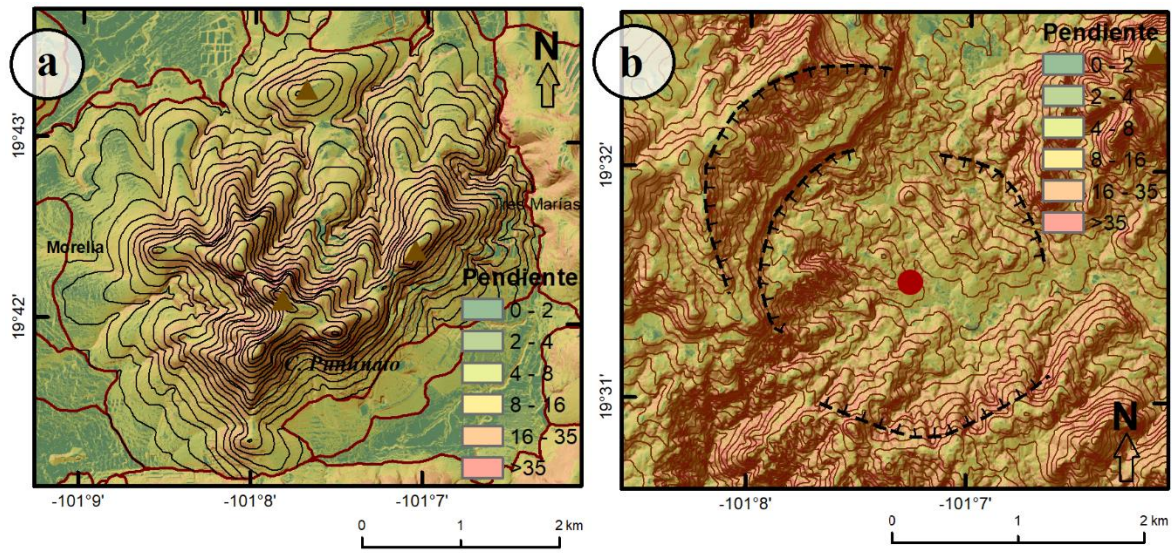 a
N
19°43'
19°42'
Morelia
Tres Marías
Pendiente
0 - 2
2 - 4
4 - 8
8 - 16
16 - 35
>35
-101°9'
-101°8'
-101°7'
0 1 2 km
b
Pendiente
0 - 2
2 - 4
4 - 8
8 - 16
16 - 35
>35
19°32'
19°31'
N
-101°8'
-101°7'
0 1 2 km